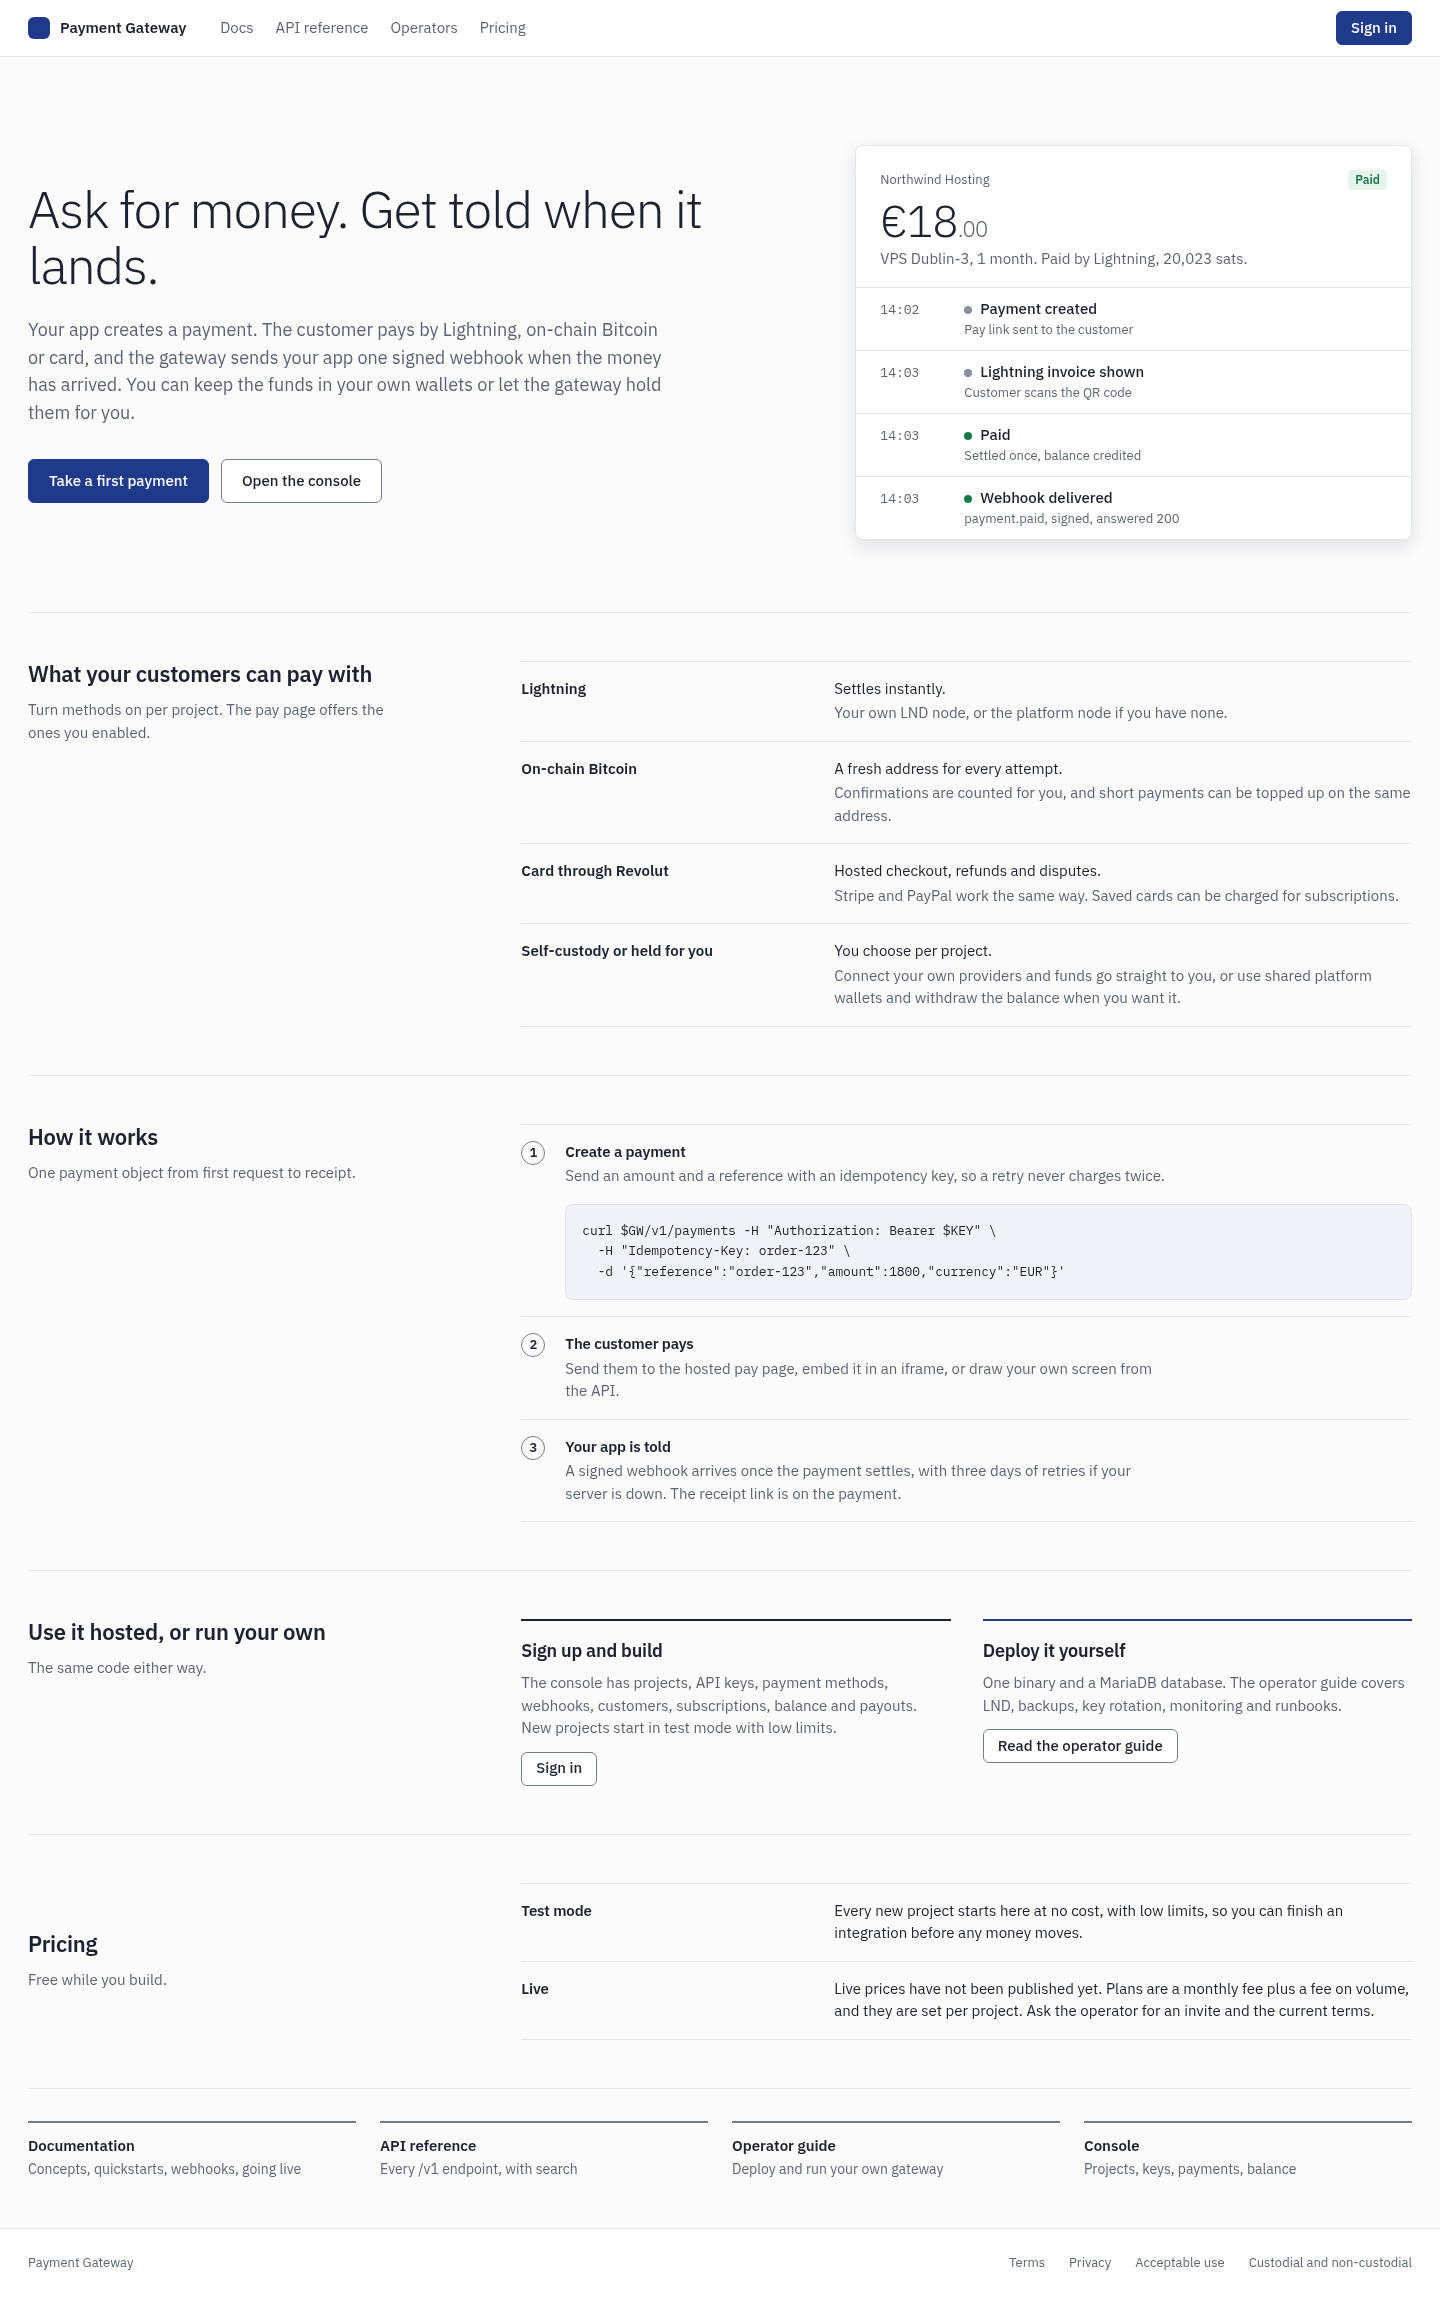 Payment Gateway
Docs
API reference
Operators
Pricing
Sign in
Ask for money. Get told when it
lands.
Your app creates a payment. The customer pays by Lightning, on-chain Bitcoin
or card, and the gateway sends your app one signed webhook when the money
has arrived. You can keep the funds in your own wallets or let the gateway hold
them for you.
Take a first payment
Open the console
Northwind Hosting
Paid
€18.00
VPS Dublin-3, 1 month. Paid by Lightning, 20,023 sats.
14:02
Payment created
Pay link sent to the customer
14:03
Lightning invoice shown
Customer scans the QR code
14:03
Paid
Settled once, balance credited
14:03
Webhook delivered
payment.paid, signed, answered 200
What your customers can pay with
Turn methods on per project. The pay page offers the
ones you enabled.
Lightning
Settles instantly.
Your own LND node, or the platform node if you have none.
On-chain Bitcoin
A fresh address for every attempt.
Confirmations are counted for you, and short payments can be topped up on the same
address.
Card through Revolut
Hosted checkout, refunds and disputes.
Stripe and PayPal work the same way. Saved cards can be charged for subscriptions.
Self-custody or held for you
You choose per project.
Connect your own providers and funds go straight to you, or use shared platform
wallets and withdraw the balance when you want it.
How it works
One payment object from first request to receipt.
1
Create a payment
Send an amount and a reference with an idempotency key, so a retry never charges twice.
curl $GW/v1/payments -H "Authorization: Bearer $KEY" \
  -H "Idempotency-Key: order-123" \
  -d '{"reference":"order-123","amount":1800,"currency":"EUR"}'
2
The customer pays
Send them to the hosted pay page, embed it in an iframe, or draw your own screen from
the API.
3
Your app is told
A signed webhook arrives once the payment settles, with three days of retries if your
server is down. The receipt link is on the payment.
Use it hosted, or run your own
The same code either way.
Sign up and build
The console has projects, API keys, payment methods,
webhooks, customers, subscriptions, balance and payouts.
New projects start in test mode with low limits.
Sign in
Deploy it yourself
One binary and a MariaDB database. The operator guide covers
LND, backups, key rotation, monitoring and runbooks.
Read the operator guide
Pricing
Free while you build.
Test mode
Every new project starts here at no cost, with low limits, so you can finish an
integration before any money moves.
Live
Live prices have not been published yet. Plans are a monthly fee plus a fee on volume,
and they are set per project. Ask the operator for an invite and the current terms.
Documentation
Concepts, quickstarts, webhooks, going live
API reference
Every /v1 endpoint, with search
Operator guide
Deploy and run your own gateway
Console
Projects, keys, payments, balance
Payment Gateway
Terms
Privacy
Acceptable use
Custodial and non-custodial